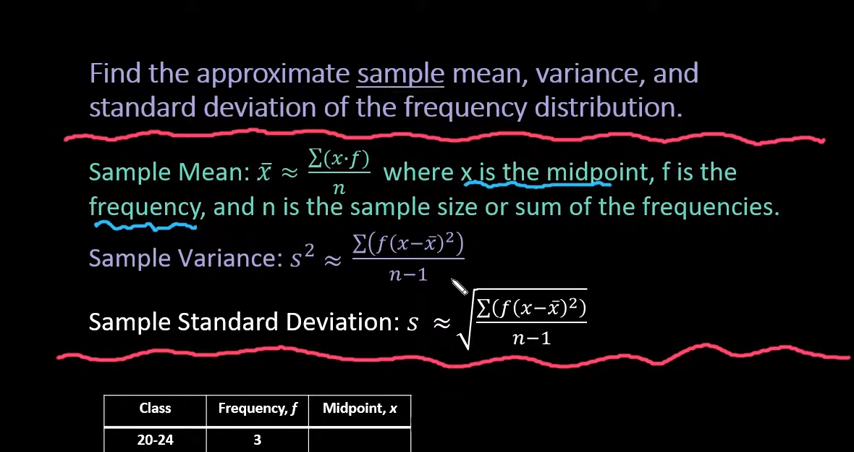 Find the approximate sample mean, variance, and
standard deviation of the frequency distribution.
Sample Mean: x̄ ≈ ∑(x·f)/n where x is the midpoint, f is the
frequency, and n is the sample size or sum of the frequencies.
Sample Variance: s² ≈ ∑(f(x−x̄)²)/n−1
Sample Standard Deviation: s ≈ √∑(f(x−x̄)²)/n−1
Class Frequency, f Midpoint, x
20-24 3